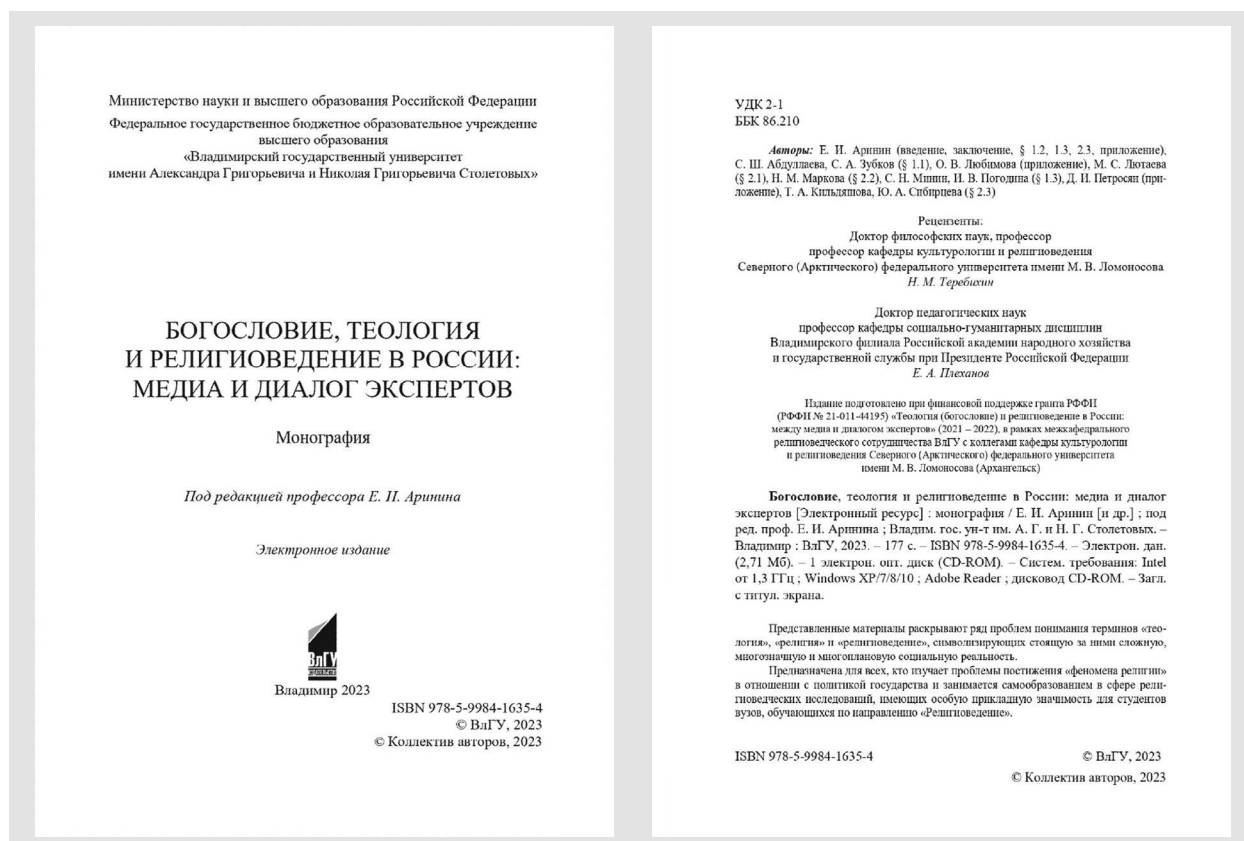 Министерство науки и высшего образования Российской Федерации
Федеральное государственное бюджетное образовательное учреждение
высшего образования
«Владимирский государственный университет
имени Александра Григорьевича и Николая Григорьевича Столетовых»
БОГОСЛОВИЕ, ТЕОЛОГИЯ
И РЕЛИГИОВЕДЕНИЕ В РОССИИ:
МЕДИА И ДИАЛОГ ЭКСПЕРТОВ
Монография
Под редакцией профессора Е. И. Аринина
Электронное издание
ВлГУ
Владимир 2023
ISBN 978-5-9984-1635-4
© ВлГУ, 2023
© Коллектив авторов, 2023
УДК 2-1
ББК 86.210
Авторы: Е. И. Аринин (введение, заключение, § 1.2, 1.3, 2.3, приложение),
С. Ш. Абдуллаева, С. А. Зубков (§ 1.1), О. В. Любимова (приложение), М. С. Лютаева
(§ 2.1), Н. М. Маркова (§ 2.2), С. Н. Минин, И. В. Погодина (§ 1.3), Д. И. Петросян (при-
ложение), Т. А. Кильдяшова, Ю. А. Сибирцева (§ 2.3)
Рецензенты:
Доктор философских наук, профессор
профессор кафедры культурологии и религиоведения
Северного (Арктического) федерального университета имени М. В. Ломоносова
Н. М. Теребихин
Доктор педагогических наук
профессор кафедры социально-гуманитарных дисциплин
Владимирского филиала Российской академии народного хозяйства
и государственной службы при Президенте Российской Федерации
Е. А. Плеханов
Издание подготовлено при финансовой поддержке гранта РФФИ
(РФФИ № 21-011-44195) «Теология (богословие) и религиоведение в России:
между медиа и диалогом экспертов» (2021 – 2022), в рамках межкафедрального
религиоведческого сотрудничества ВлГУ с коллегами кафедры культурологии
и религиоведения Северного (Арктического) федерального университета
имени М. В. Ломоносова (Архангельск)
Богословие, теология и религиоведение в России: медиа и диалог
экспертов [Электронный ресурс] : монография / Е. И. Аринин [и др.] ; под
ред. проф. Е. И. Аринина ; Владим. гос. ун-т им. А. Г. и Н. Г. Столетовых. –
Владимир : ВлГУ, 2023. – 177 с. – ISBN 978-5-9984-1635-4. – Электрон. дан.
(2,71 Мб). – 1 электрон. опт. диск (CD-ROM). – Систем. требования: Intel
от 1,3 ГГц ; Windows XP/7/8/10 ; Adobe Reader ; дисковод CD-ROM. – Загл.
с титул. экрана.
Представленные материалы раскрывают ряд проблем понимания терминов «тео-
логия», «религия» и «религиоведение», символизирующих стоящую за ними сложную,
многозначную и многоплановую социальную реальность.
Предназначена для всех, кто изучает проблемы постижения «феномена религии»
в отношении с политикой государства и занимается самообразованием в сфере рели-
гиоведческих исследований, имеющих особую прикладную значимость для студентов
вузов, обучающихся по направлению «Религиоведение».
ISBN 978-5-9984-1635-4
© ВлГУ, 2023
© Коллектив авторов, 2023